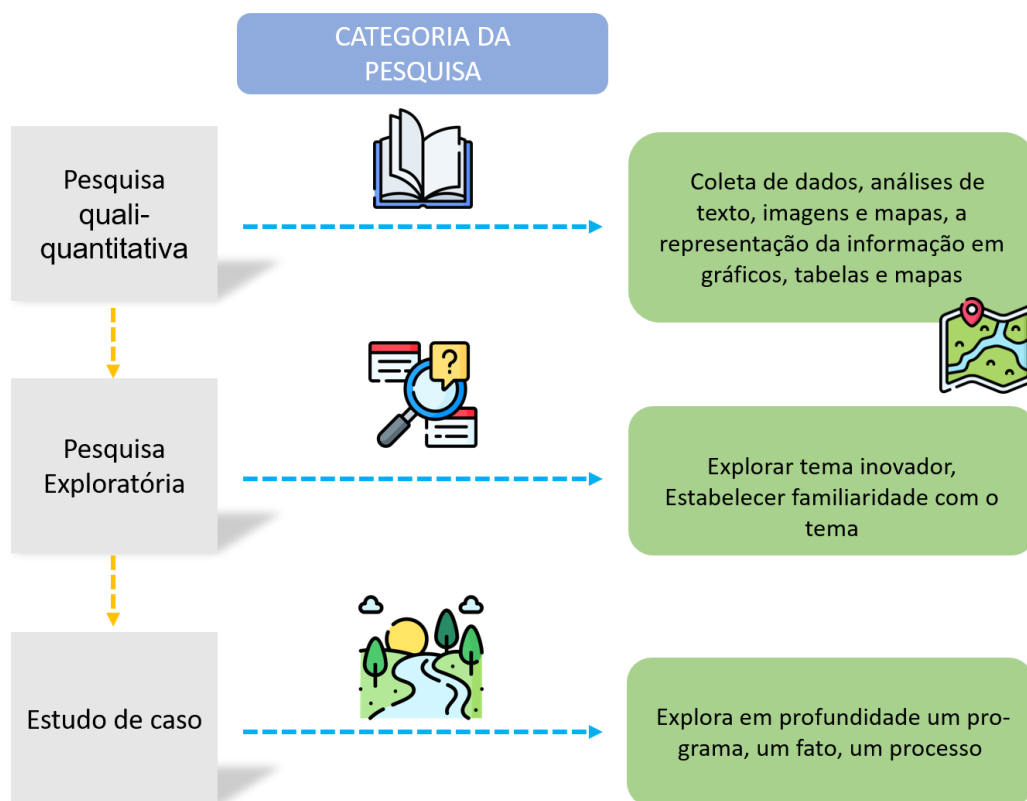 CATEGORIA DA
PESQUISA
Pesquisa
quali-
quantitativa
Coleta de dados, análises de
texto, imagens e mapas, a
representação da informação em
gráficos, tabelas e mapas
?
Pesquisa
Exploratória
Explorar tema inovador,
Estabelecer familiaridade com o
tema
Estudo de caso
Explora em profundidade um pro-
grama, um fato, um processo